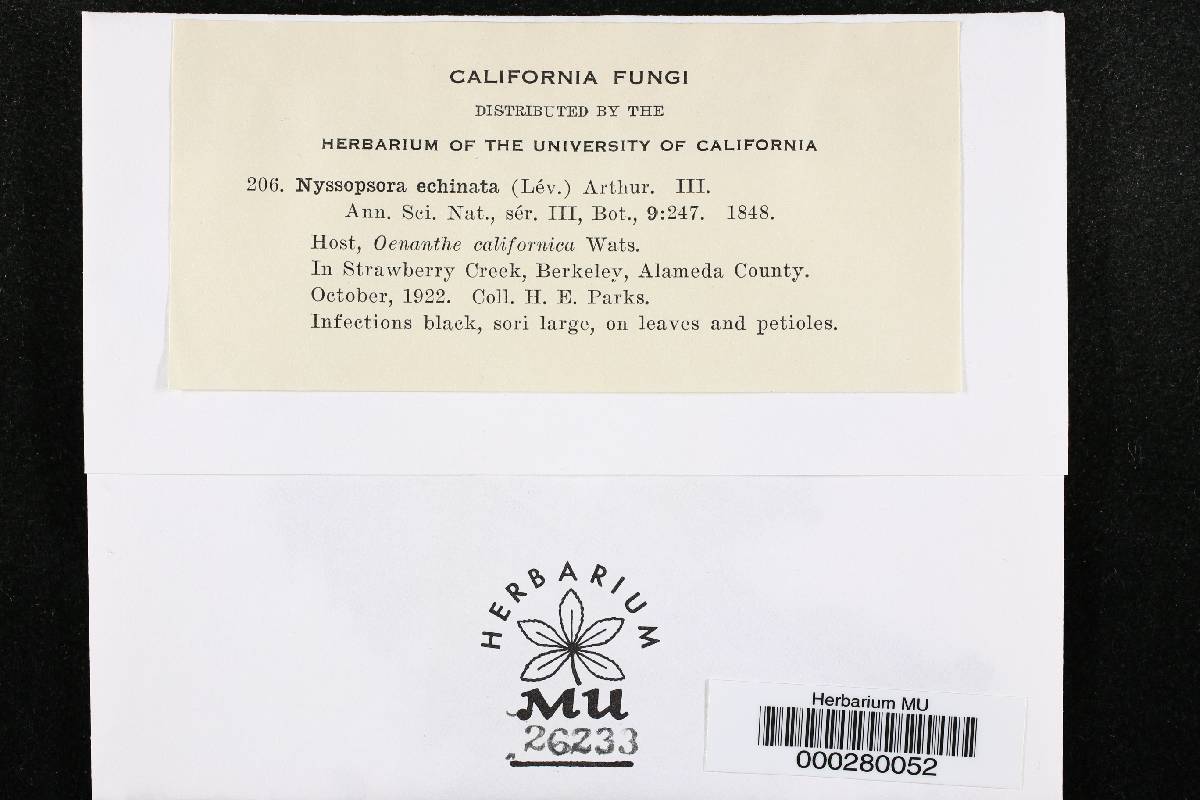 CALIFORNIA FUNGI
DISTRIBUTED BY THE
HERBARIUM OF THE UNIVERSITY OF CALIFORNIA
206. Nyssopsora echinata (Lév.) Arthur. III.
Ann. Sci. Nat., sér. III, Bot., 9:247. 1848.
Host, Oenanthe californica Wats.
In Strawberry Creek, Berkeley, Alameda County.
October, 1922. Coll. H. E. Parks.
Infections black, sori large, on leaves and petioles.
HERBARIUM
MU
26233
Herbarium MU
000280052